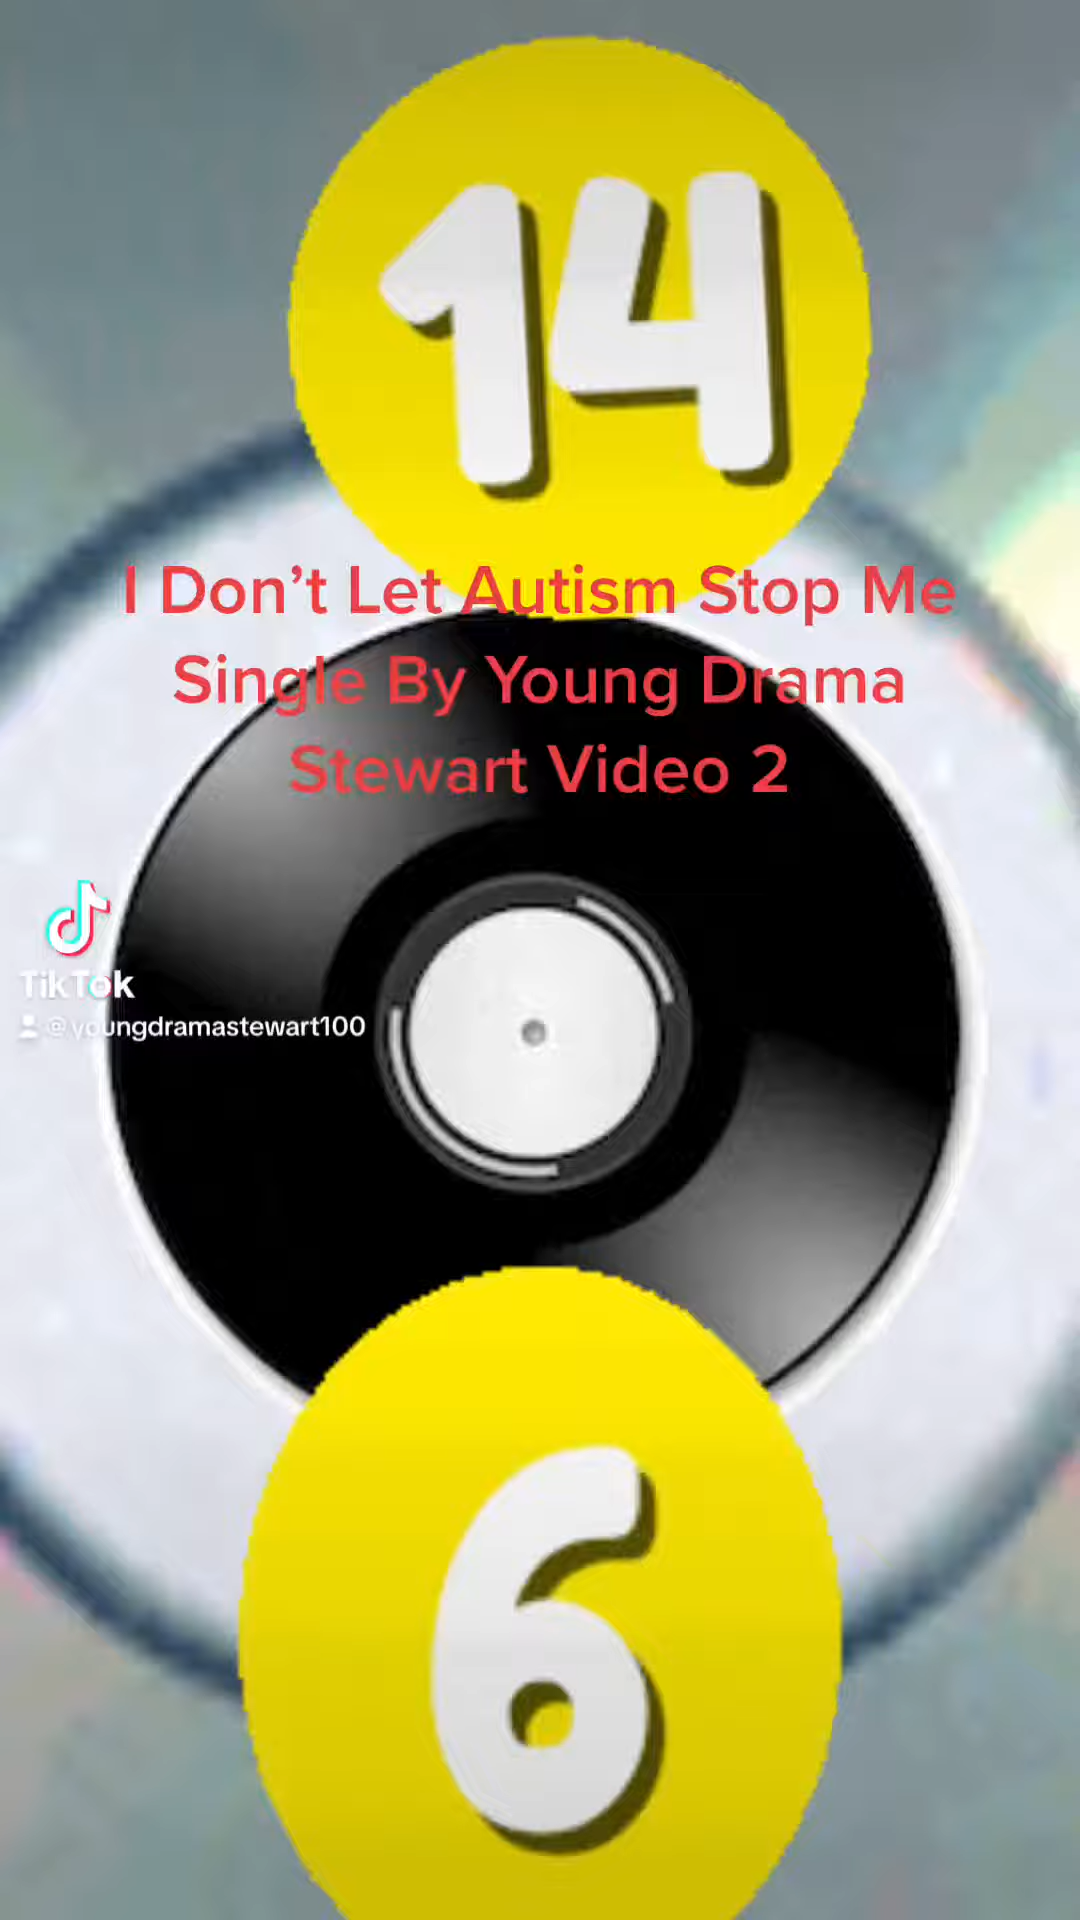 14
I Don’t Let Autism Stop Me
Single By Young Drama
Stewart Video 2
TikTok
@youngdramastewart100
6